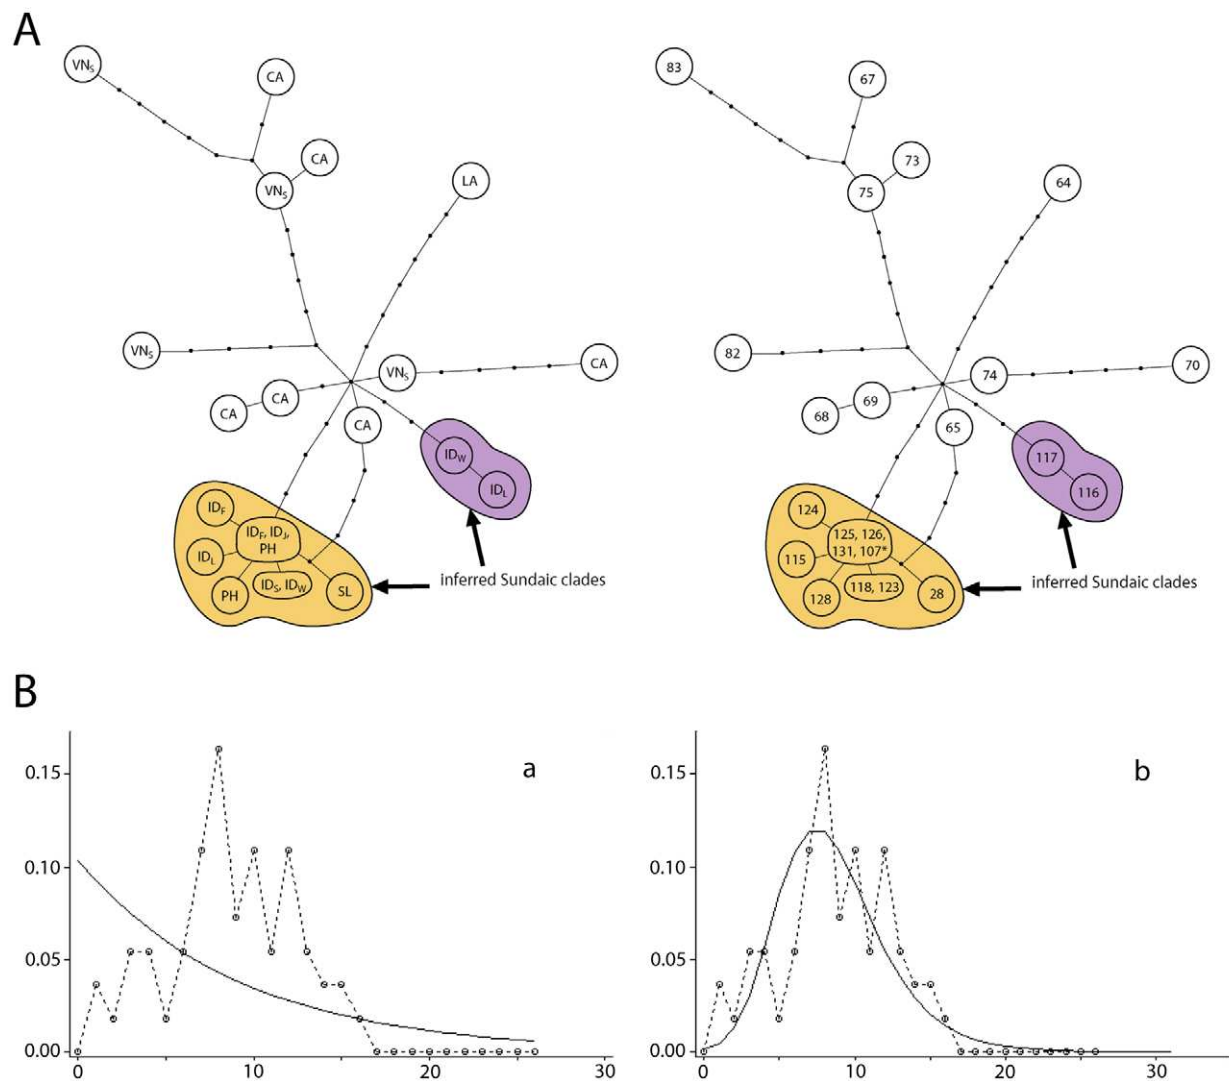 A
VNS
CA
CA
VNS
LA
VNS
VNS
CA
CA
CA
CA
IDW
IDL
IDF
IDF, IDJ,
PH
IDL
PH
IDS, IDW
SL
inferred Sundaic clades
83
67
73
75
64
82
74
70
69
68
65
117
116
124
125, 126,
131, 107*
115
128
118, 123
28
inferred Sundaic clades
B
a
0.15
0.10
0.05
0.00
0
10
20
30
b
0.15
0.10
0.05
0.00
0
10
20
30